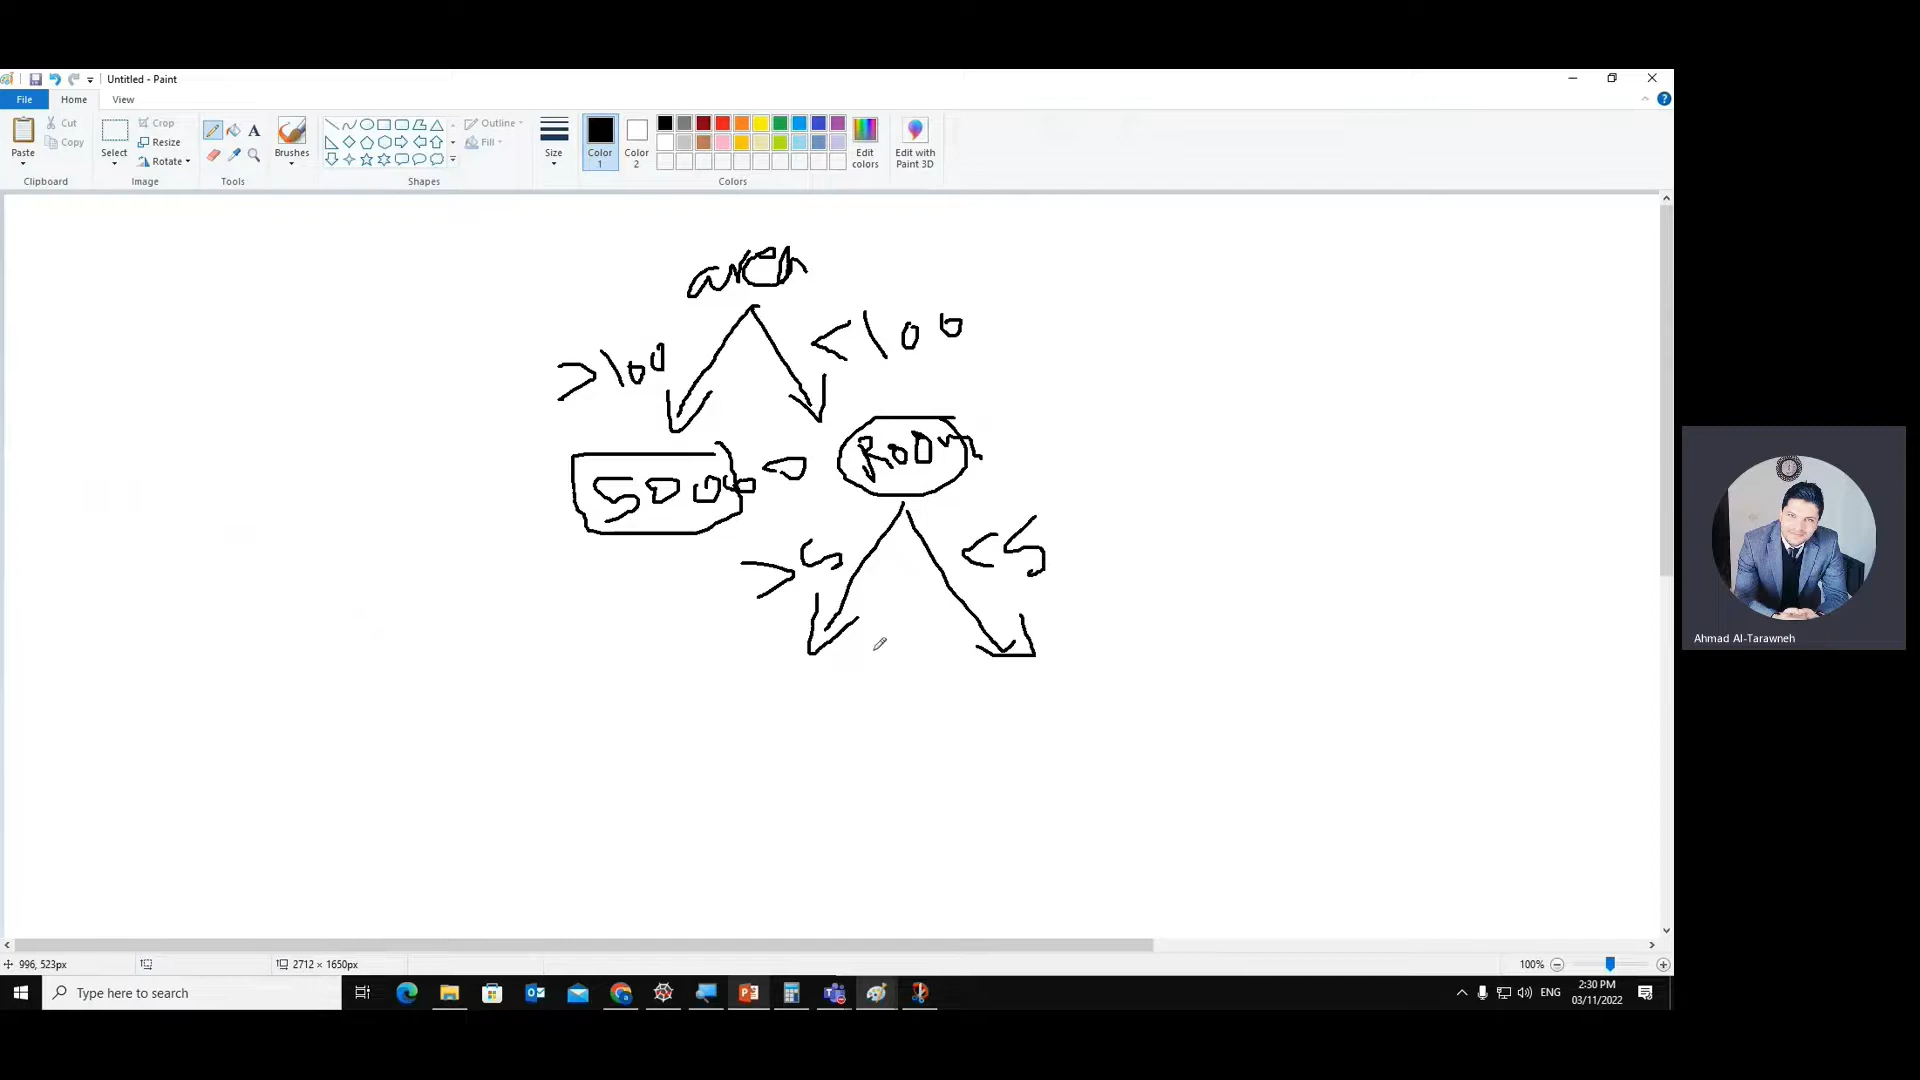 Untitled - Paint
File Home View
Cut
Copy
Paste
Clipboard
Crop
Resize
Rotate
Select
Image
A
Tools
Brushes
Outline
Fill
Shapes
Size
Color 1
Color 2
Edit colors
Colors
Edit with Paint 3D
area
>100 <100
Room
>5 <5
Ahmad Al-Tarawneh
996, 523px
2712 × 1650px
100%
Type here to search
ENG
2:30 PM
03/11/2022